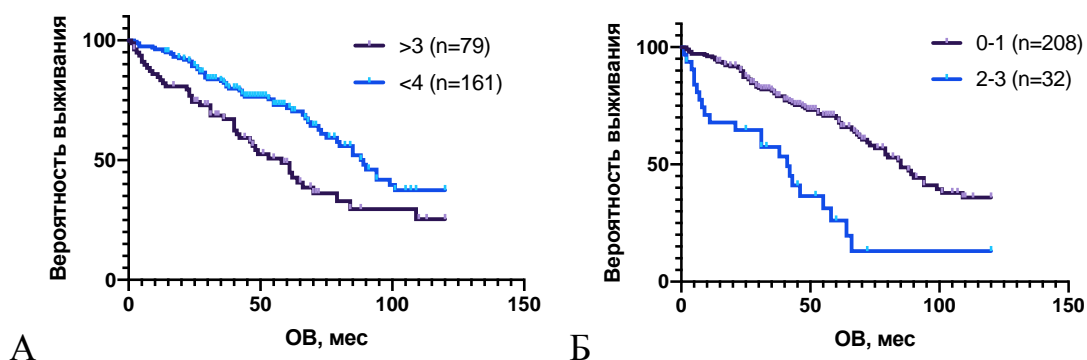 Вероятность выживания
100
50
0
0
50
100
150
ОВ, мес
>3 (n=79)
<4 (n=161)
А
Вероятность выживания
100
50
0
0
50
100
150
ОВ, мес
0-1 (n=208)
2-3 (n=32)
Б